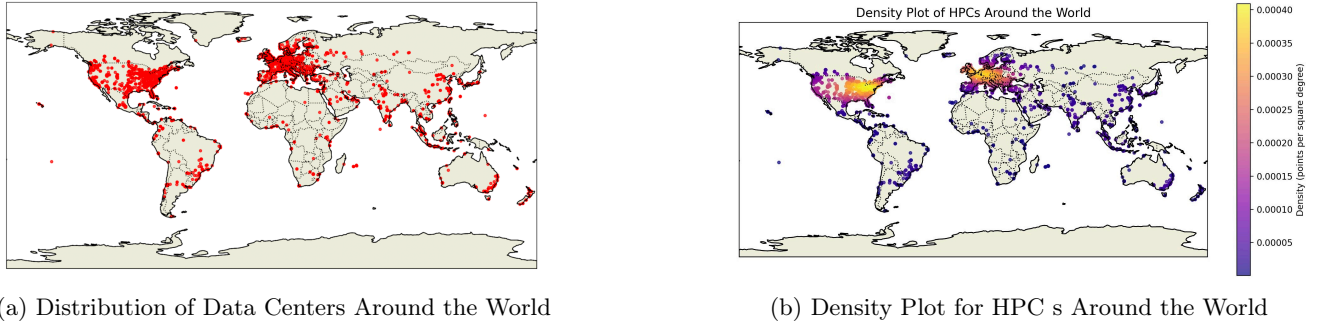 Density Plot of HPCs Around the World
0.00040
0.00035
0.00030
0.00025
0.00020
0.00015
0.00010
0.00005
Density (points per square degree)
a) Distribution of Data Centers Around the World
(b) Density Plot for HPC s Around the World